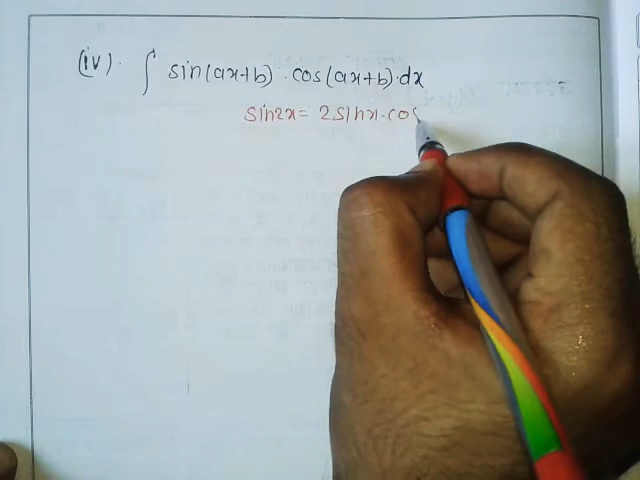 (iv). ∫ sin(ax+b) · cos(ax+b)·dx
sin2x = 2sinx·cos